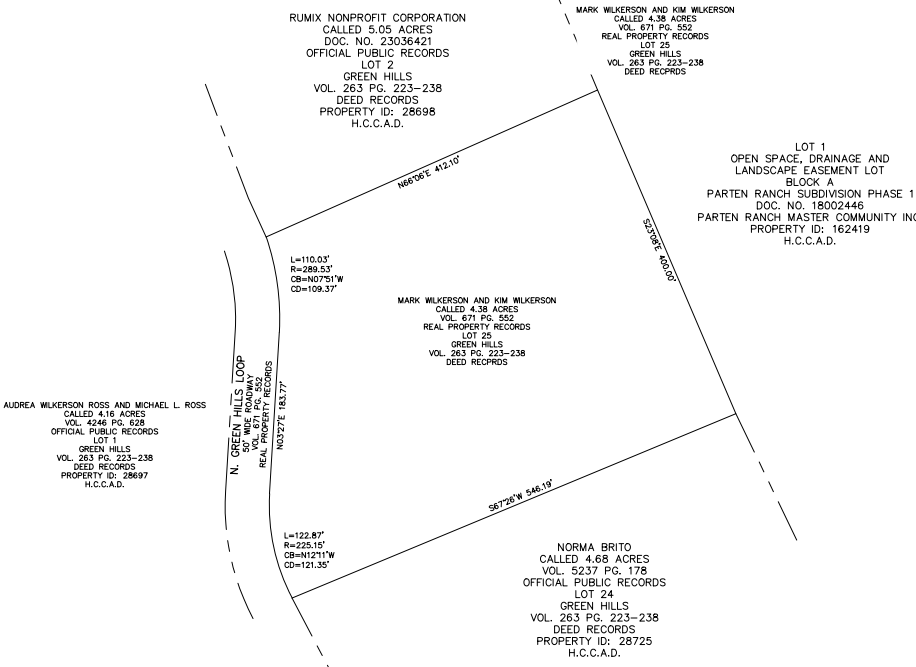 RUMIX NONPROFIT CORPORATION
CALLED 5.05 ACRES
DOC. NO. 23036421
OFFICIAL PUBLIC RECORDS
LOT 2
GREEN HILLS
VOL. 263 PG. 223-238
DEED RECORDS
PROPERTY ID: 28698
H.C.C.A.D.
MARK WILKERSON AND KIM WILKERSON
CALLED 4.38 ACRES
VOL. 671 PG. 552
REAL PROPERTY RECORDS
LOT 25
GREEN HILLS
VOL. 263 PG. 223-238
DEED RECPRDS
LOT 1
OPEN SPACE, DRAINAGE AND
LANDSCAPE EASEMENT LOT
BLOCK A
PARTEN RANCH SUBDIVISION PHASE 1
DOC. NO. 18002446
PARTEN RANCH MASTER COMMUNITY INC
PROPERTY ID: 162419
H.C.C.A.D.
N66°06'E 412.10'
S23°08'E 400.00'
L=110.03'
R=289.53'
CB=N07°51'W
CD=109.37'
MARK WILKERSON AND KIM WILKERSON
CALLED 4.38 ACRES
VOL. 671 PG. 552
REAL PROPERTY RECORDS
LOT 25
GREEN HILLS
VOL. 263 PG. 223-238
DEED RECPRDS
N. GREEN HILLS LOOP
50' WIDE ROADWAY
VOL. 671 PG. 552
REAL PROPERTY RECORDS
N03°27'E 183.77'
AUDREA WILKERSON ROSS AND MICHAEL L. ROSS
CALLED 4.16 ACRES
VOL. 4246 PG. 628
OFFICIAL PUBLIC RECORDS
LOT 1
GREEN HILLS
VOL. 263 PG. 223-238
DEED RECORDS
PROPERTY ID: 28697
H.C.C.A.D.
S67°26'W 546.19'
L=122.87'
R=225.15'
CB=N12°11'W
CD=121.35'
NORMA BRITO
CALLED 4.68 ACRES
VOL. 5237 PG. 178
OFFICIAL PUBLIC RECORDS
LOT 24
GREEN HILLS
VOL. 263 PG. 223-238
DEED RECORDS
PROPERTY ID: 28725
H.C.C.A.D.